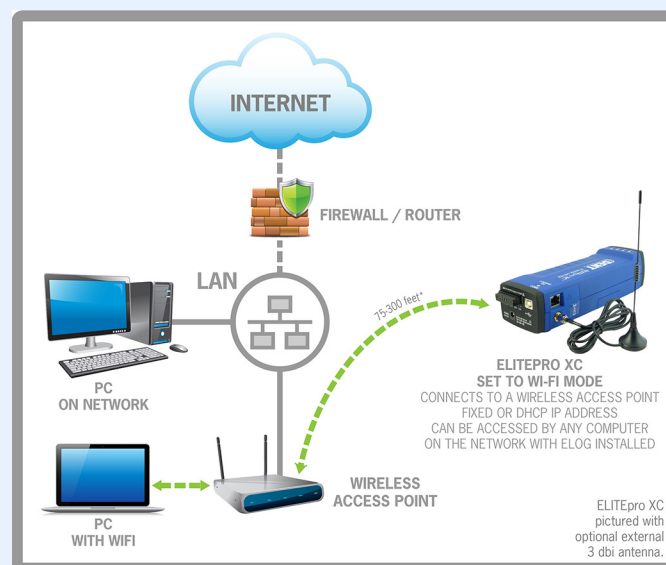 INTERNET
FIREWALL / ROUTER
LAN
75-300 feet*
PC
ON NETWORK
ELITEPRO XC
SET TO WI-FI MODE
CONNECTS TO A WIRELESS ACCESS POINT
FIXED OR DHCP IP ADDRESS
CAN BE ACCESSED BY ANY COMPUTER
ON THE NETWORK WITH ELOG INSTALLED
WIRELESS
ACCESS POINT
PC
WITH WIFI
ELITEpro XC
pictured with
optional external
3 dbi antenna.